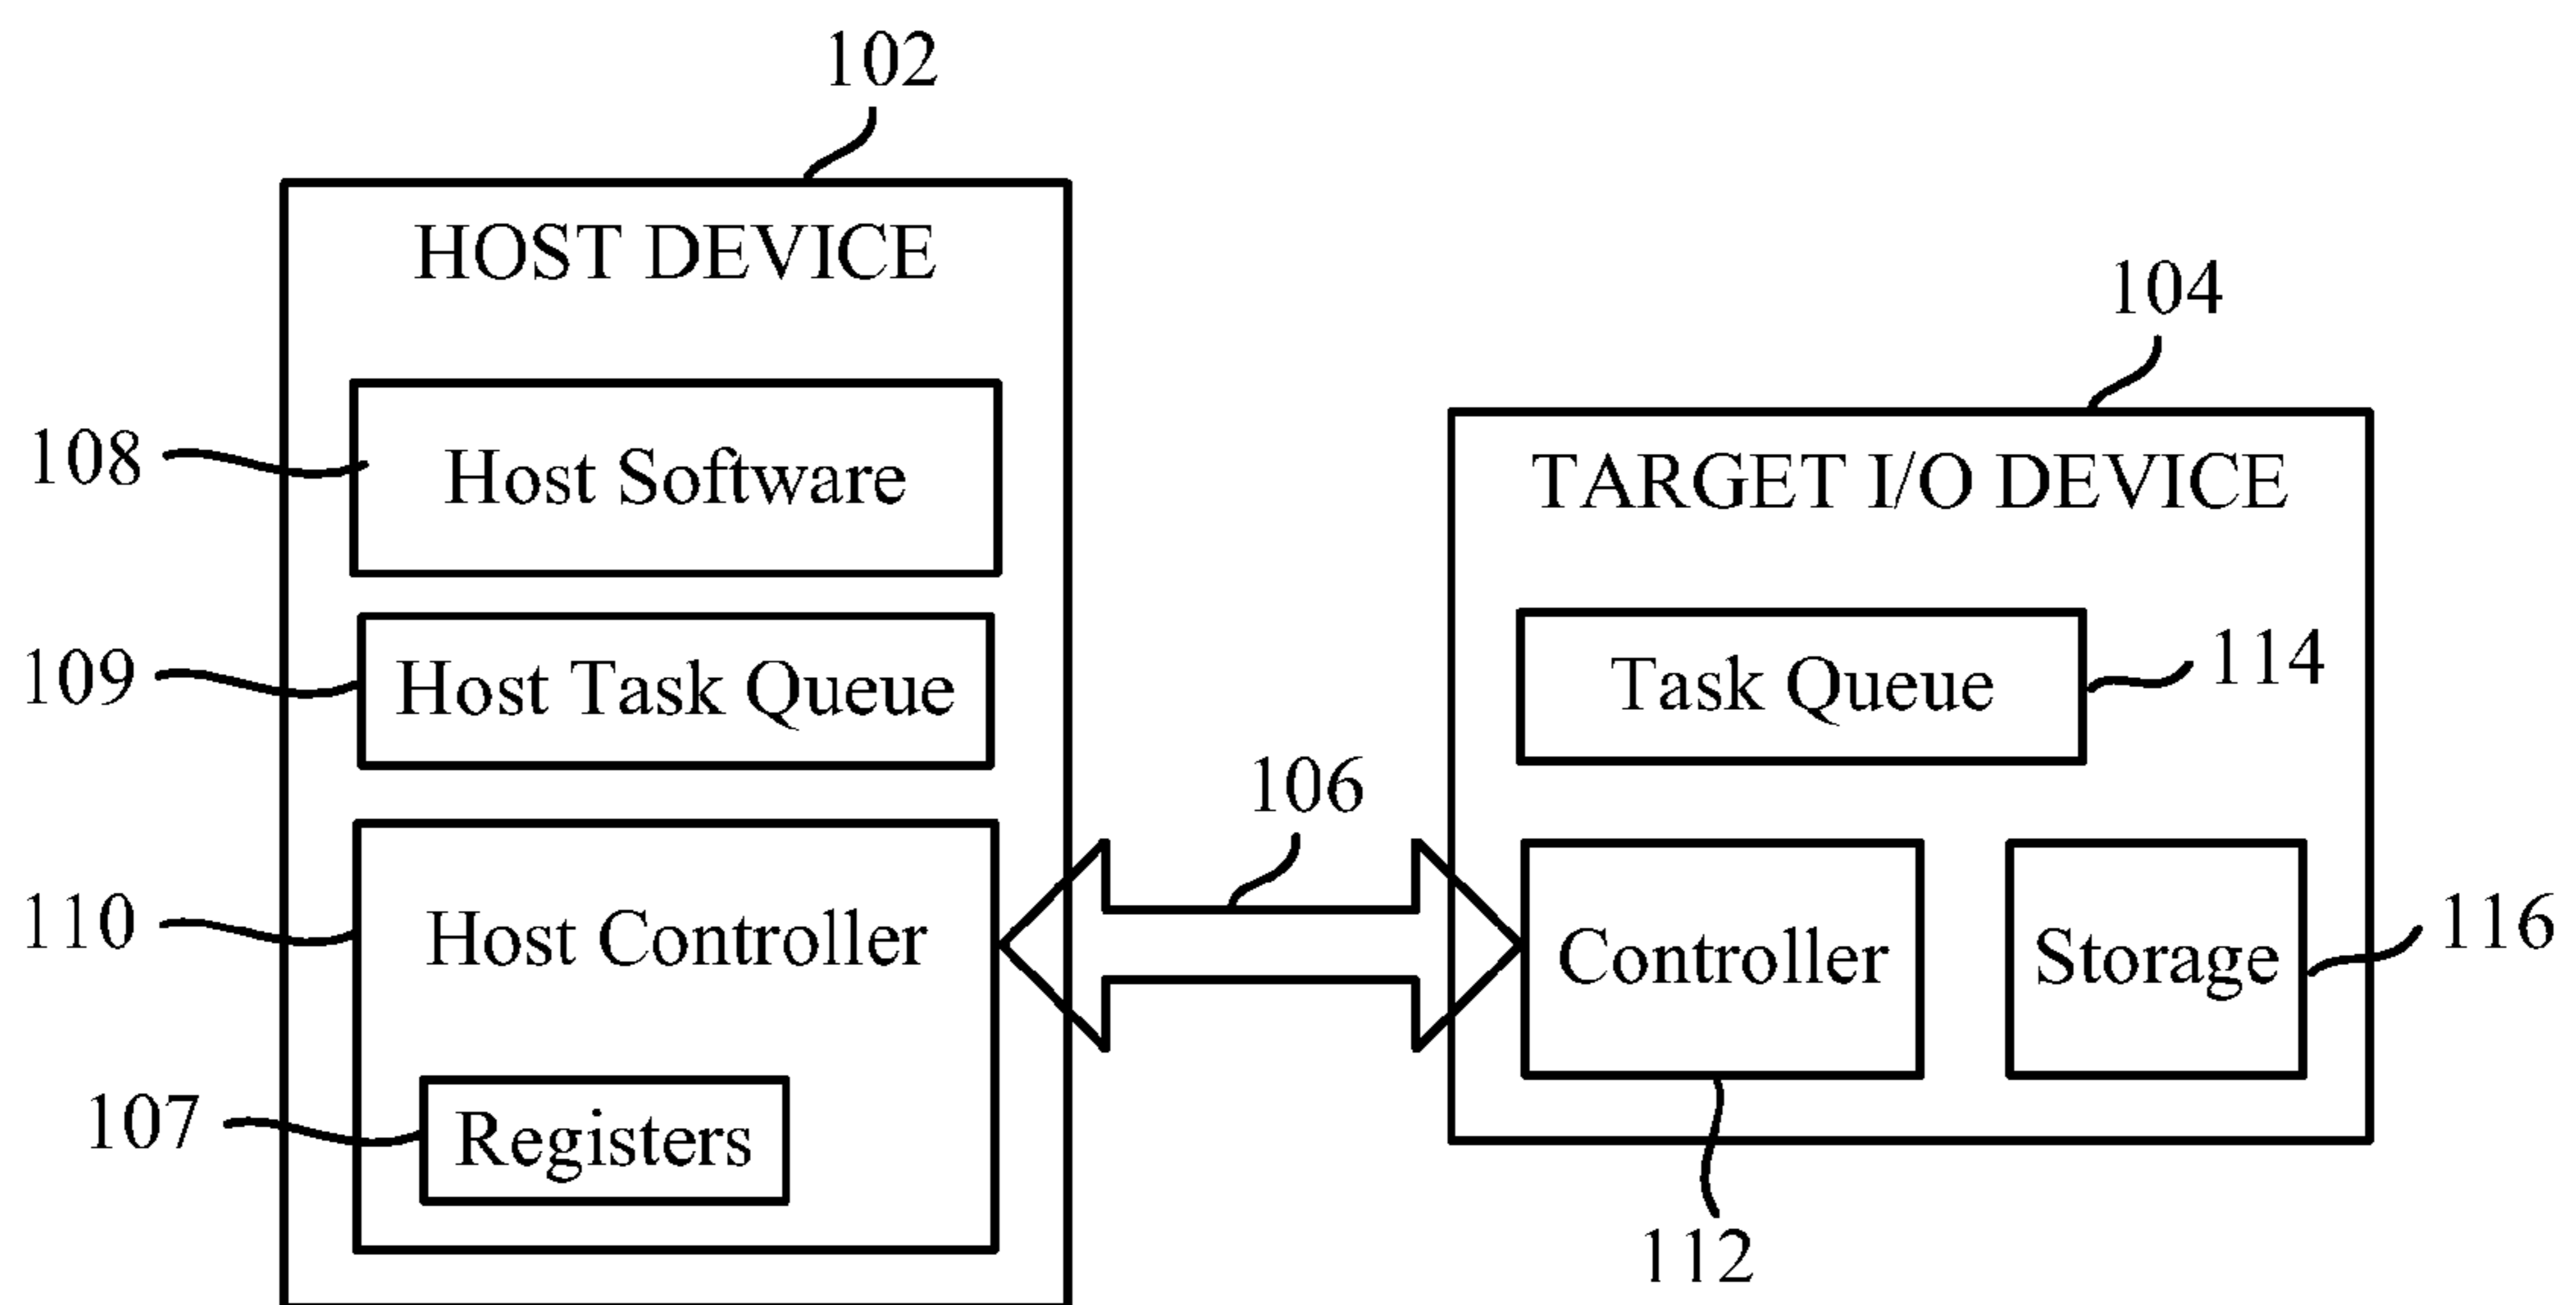 102
HOST DEVICE
104
108
Host Software
TARGET I/O DEVICE
109
Host Task Queue
Task Queue
114
106
110
Host Controller
Controller
Storage
116
107
Registers
112